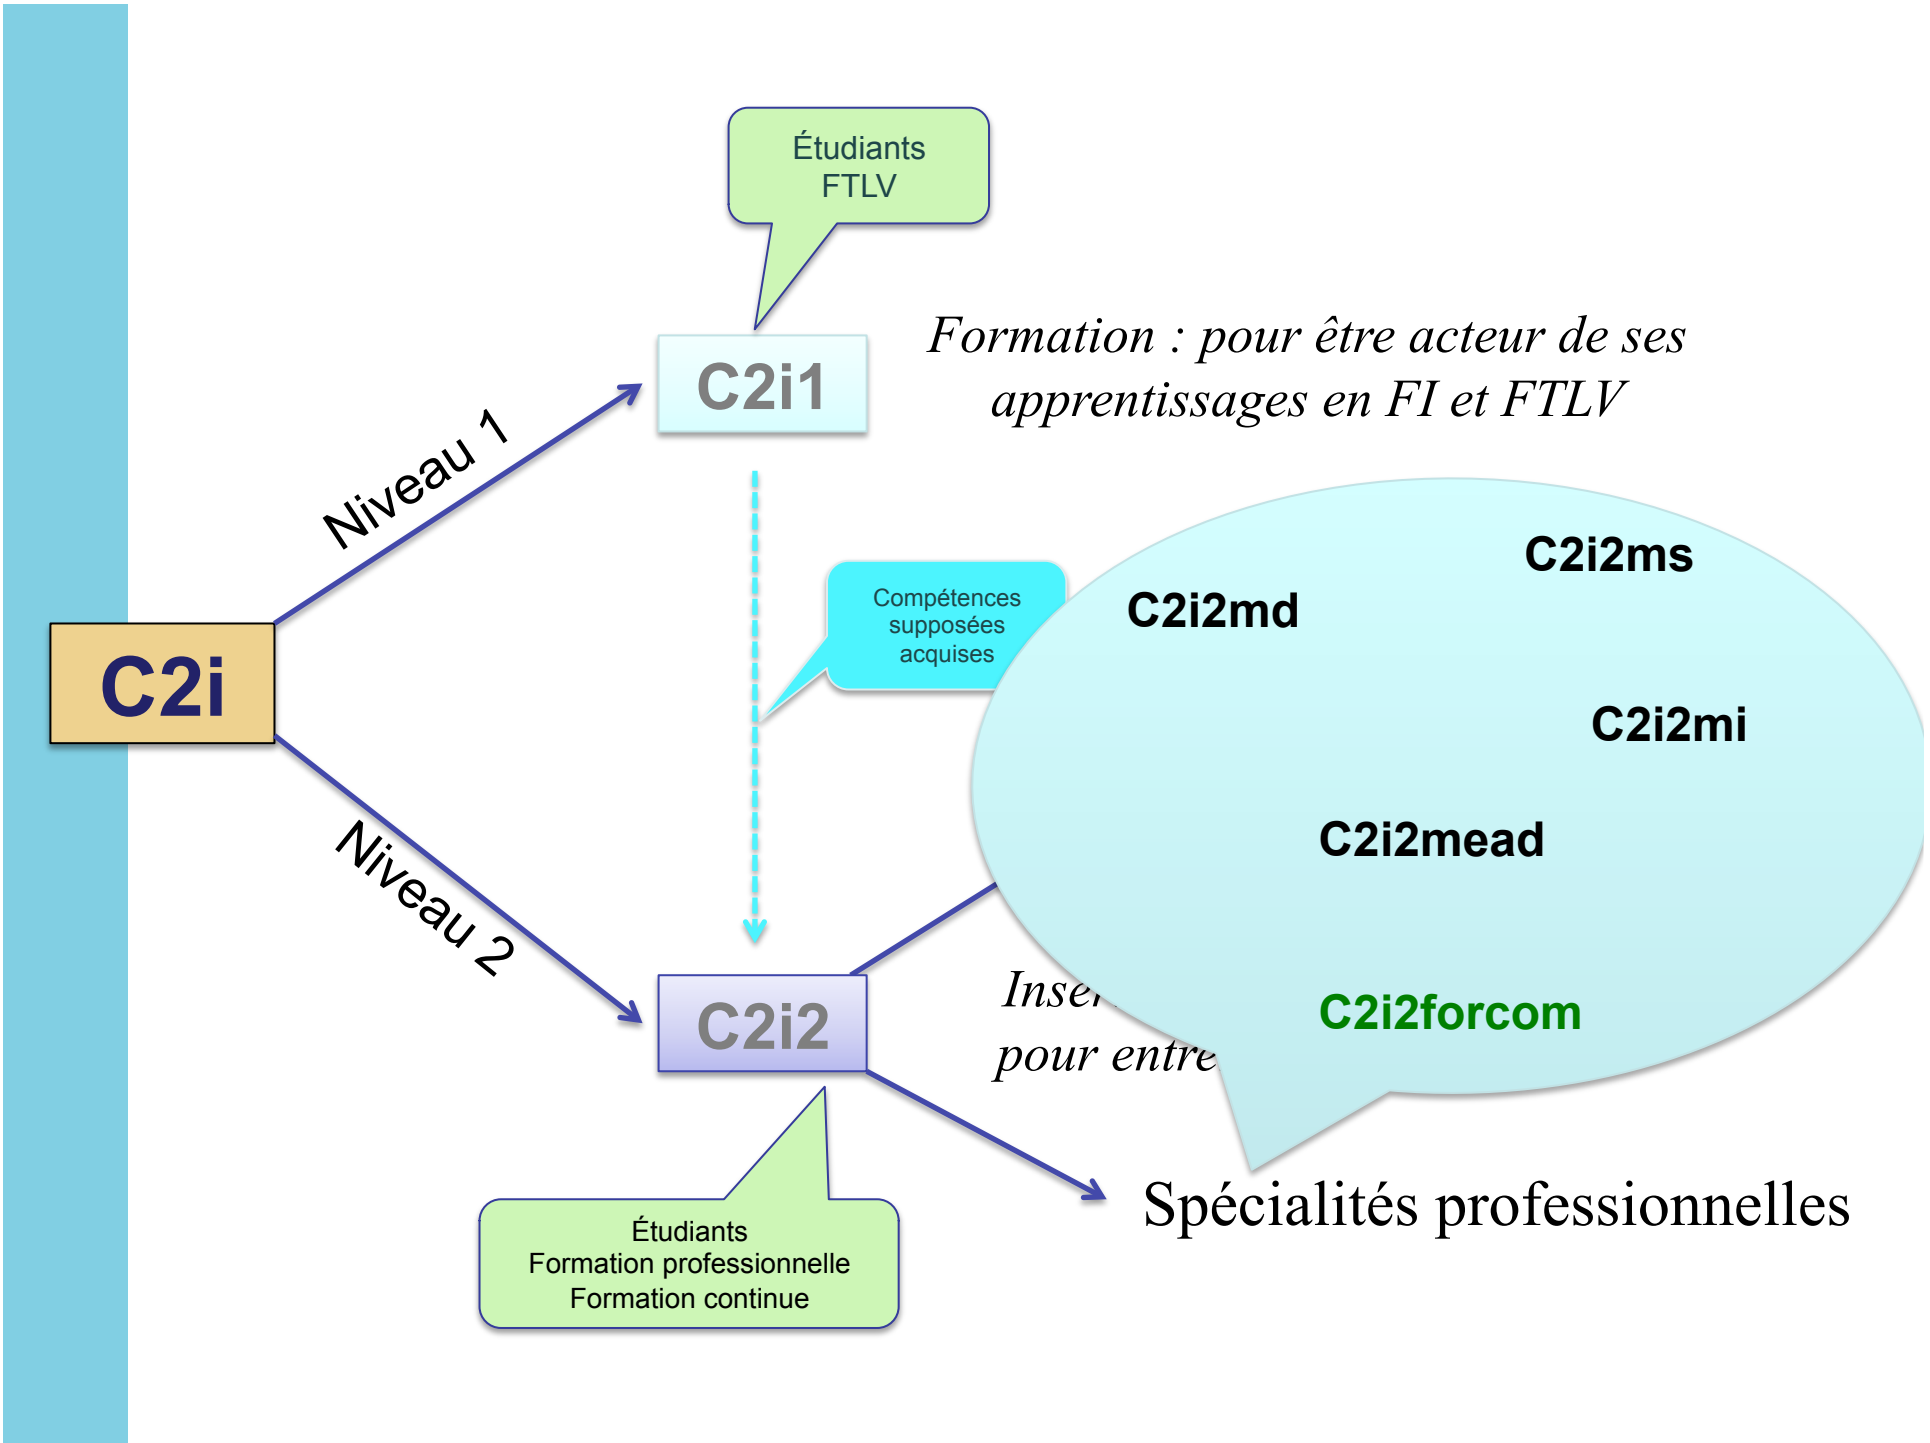 Étudiants
FTLV
Formation : pour être acteur de ses
apprentissages en FI et FTLV
C2i1
Niveau 1
C2i2ms
Compétences
supposées
acquises
C2i2md
C2i
C2i2mi
C2i2mead
Niveau 2
C2i2
pour
C2i2forcom
Spécialités professionnelles
Étudiants
Formation professionnelle
Formation continue